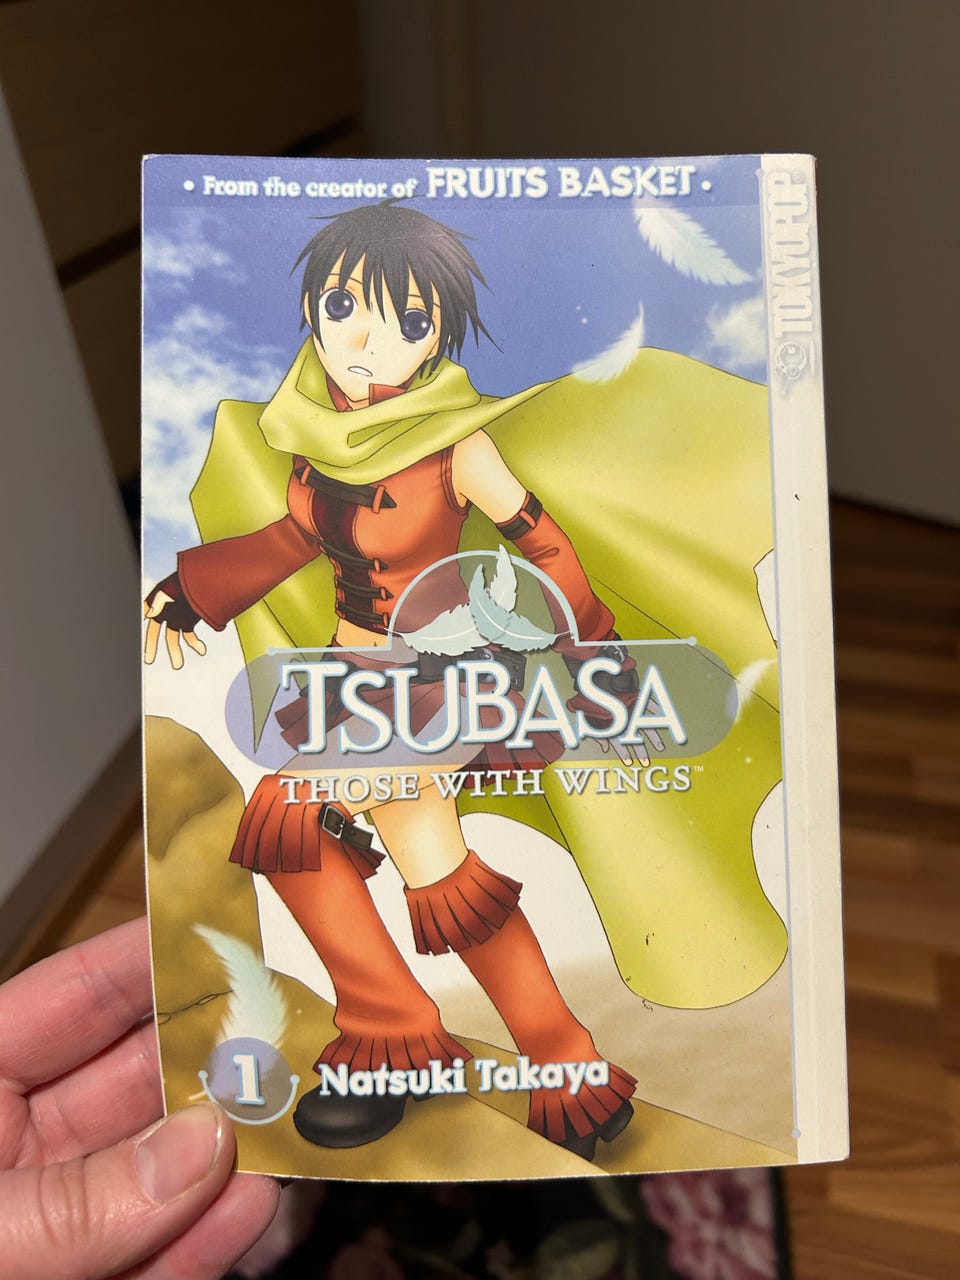 • From the creator of FRUITS BASKET •
TOKYOPOP®
TSUBASA
THOSE WITH WINGS™
1
Natsuki Takaya